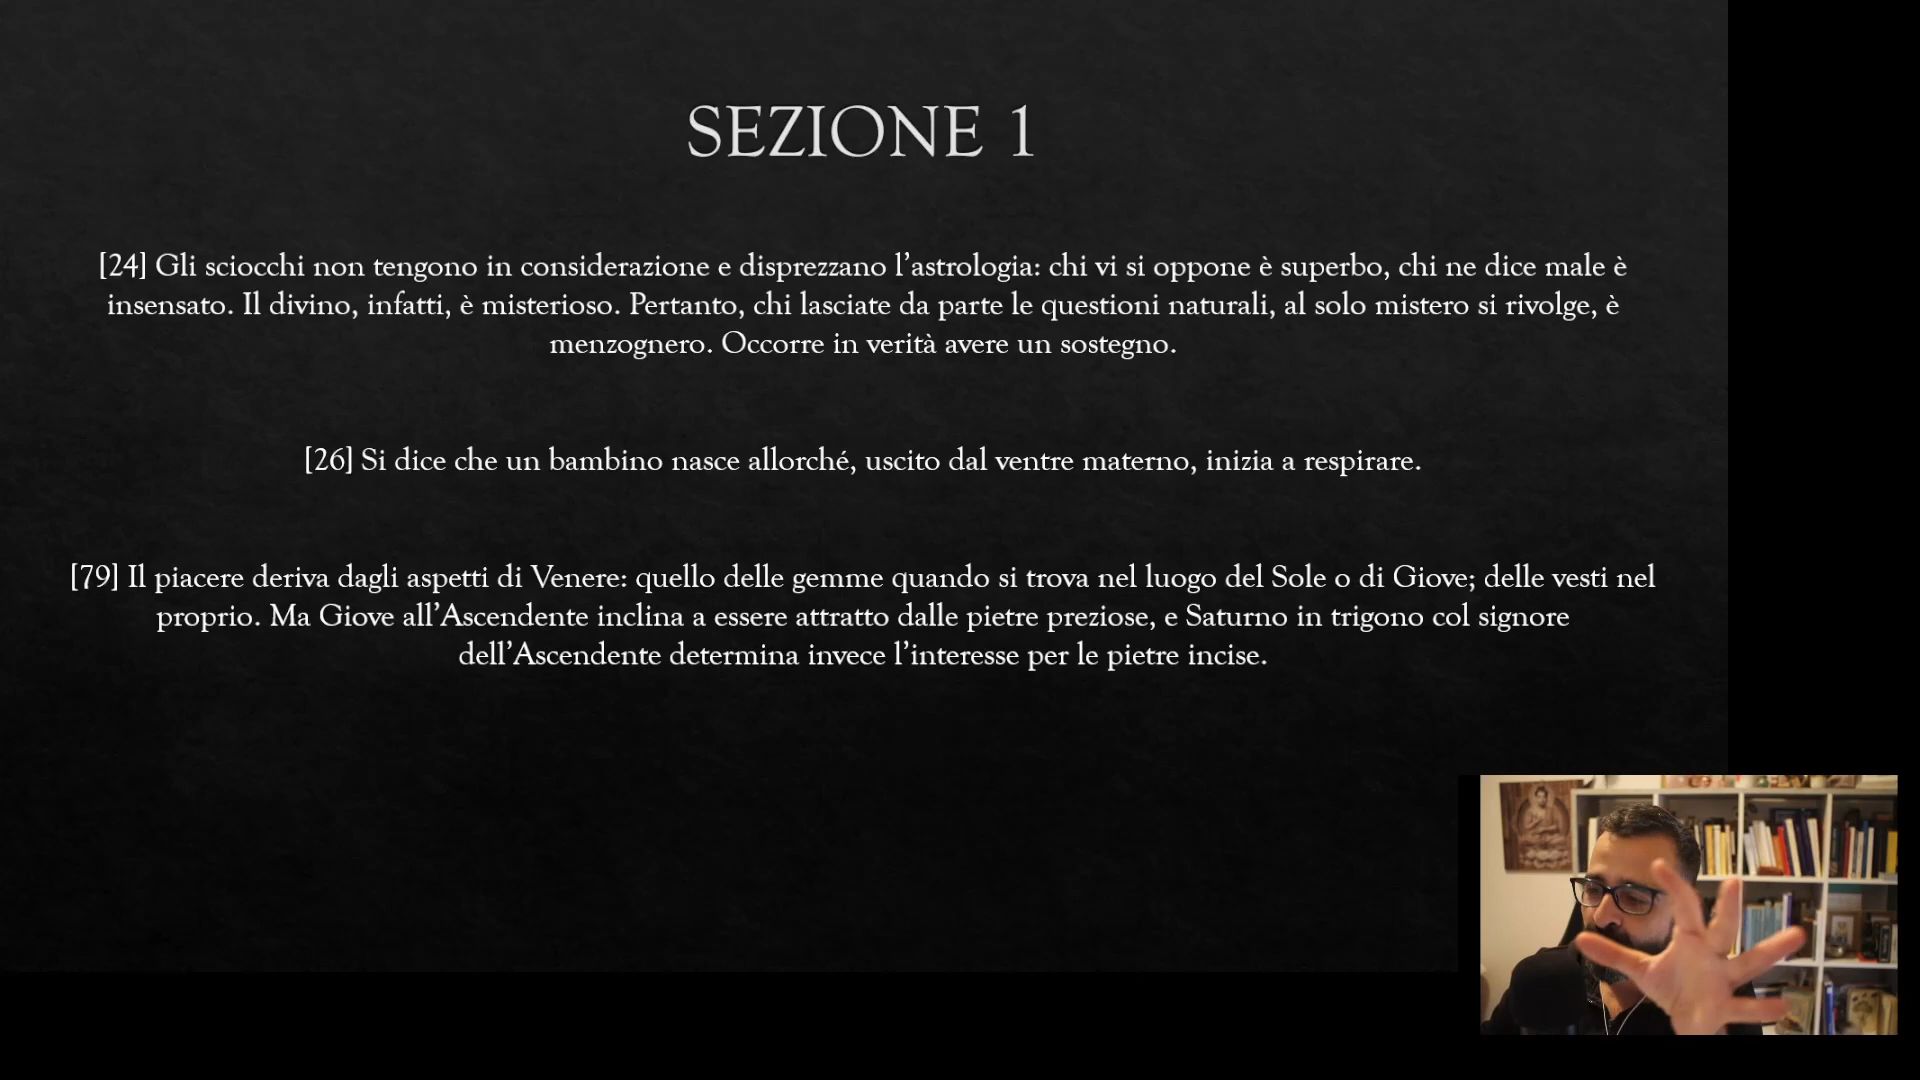 SEZIONE 1
[24] Gli sciocchi non tengono in considerazione e disprezzano l’astrologia: chi vi si oppone è superbo, chi ne dice male è
insensato. Il divino, infatti, è misterioso. Pertanto, chi lasciate da parte le questioni naturali, al solo mistero si rivolge, è
menzognero. Occorre in verità avere un sostegno.
[26] Si dice che un bambino nasce allorché, uscito dal ventre materno, inizia a respirare.
[79] Il piacere deriva dagli aspetti di Venere: quello delle gemme quando si trova nel luogo del Sole o di Giove; delle vesti nel
proprio. Ma Giove all’Ascendente inclina a essere attratto dalle pietre preziose, e Saturno in trigono col signore
dell’Ascendente determina invece l’interesse per le pietre incise.